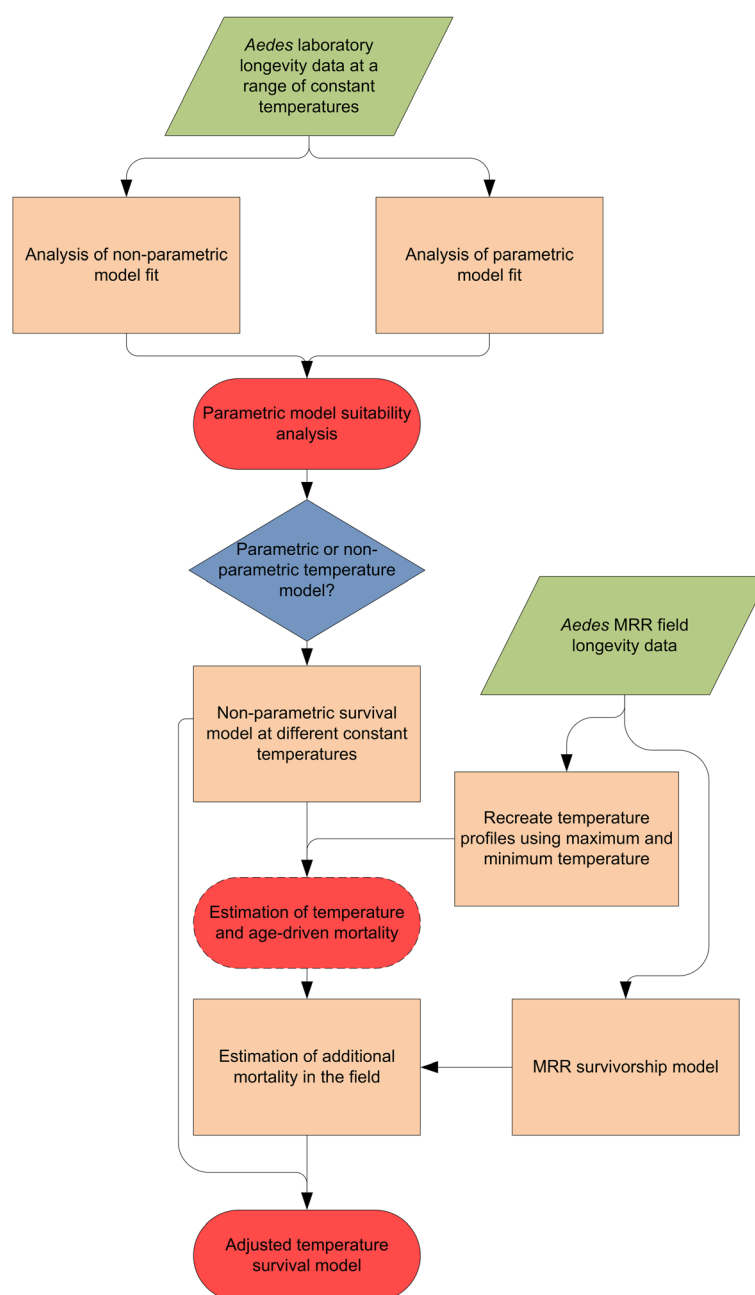 Aedes laboratory
longevity data at a
range of constant
temperatures
Analysis of non-parametric
model fit
Analysis of parametric
model fit
Parametric model suitability
analysis
Parametric or non-
parametric temperature
model?
Aedes MRR field
longevity data
Non-parametric survival
model at different constant
temperatures
Recreate temperature
profiles using maximum and
minimum temperature
Estimation of temperature
and age-driven mortality
Estimation of additional
mortality in the field
MRR survivorship model
Adjusted temperature
survival model